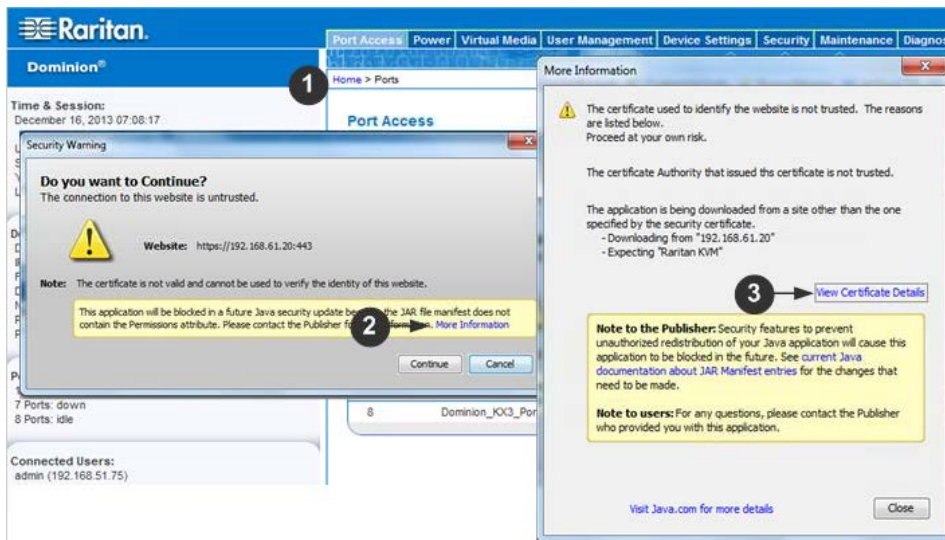 Raritan.
Dominion®
Port Access Power Virtual Media User Management Device Settings Security Maintenance
1
Home > Ports
Time & Session:
December 16, 2013 07:08:17
Port Access
Security Warning
Do you want to Continue?
The connection to this website is untrusted.
Website: https://192.168.61.20:443
Note: The certificate is not valid and cannot be used to verify the identity of this website.
This application will be blocked in a future Java security update the JAR file manifest does not
contain the Permissions attribute. Please contact the Publisher More Information
2
Continue Cancel
7 Ports: down
8 Ports: idle
8 Dominion_KX3_Por
Connected Users:
admin (192.168.51.75)
More Information
The certificate used to identify the website is not trusted. The reasons
are listed below.
Proceed at your own risk.
The certificate Authority that issued ths certificate is not trusted.
The application is being downloaded from a site other than the one
specified by the security certificate.
- Downloading from "192.168.61.20"
- Expecting "Raritan KVM"
3
View Certificate Details
Note to the Publisher: Security features to prevent
unauthorized redistribution of your Java application will cause this
application to be blocked in the future. See current Java
documentation about JAR Manifest entries for the changes that
need to be made.
Note to users: For any questions, please contact the Publisher
who provided you with this application.
Visit Java.com for more details
Close